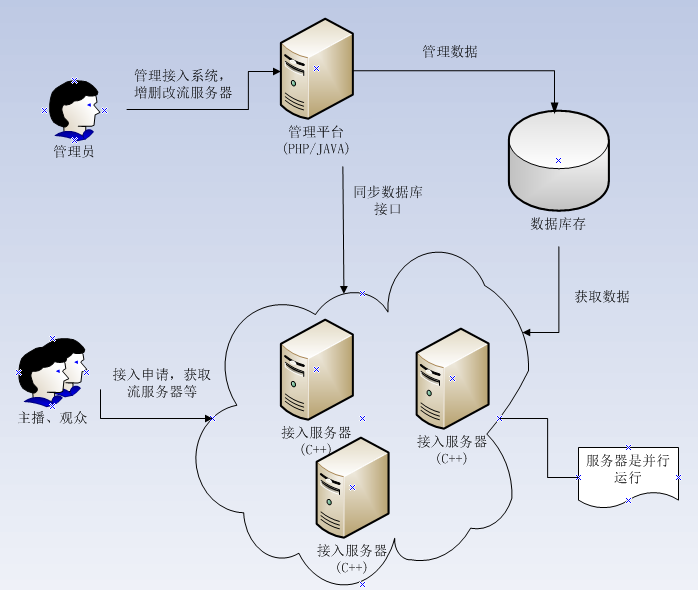 管理接入系统，
增删改流服务器
管理数据
管理员
管理平台
(PHP/JAVA)
同步数据库
接口
数据库存
获取数据
接入申请，获取
流服务器等
主播、观众
接入服务器
(C++)
接入服务器
(C++)
接入服务器
(C++)
服务器是并行
运行